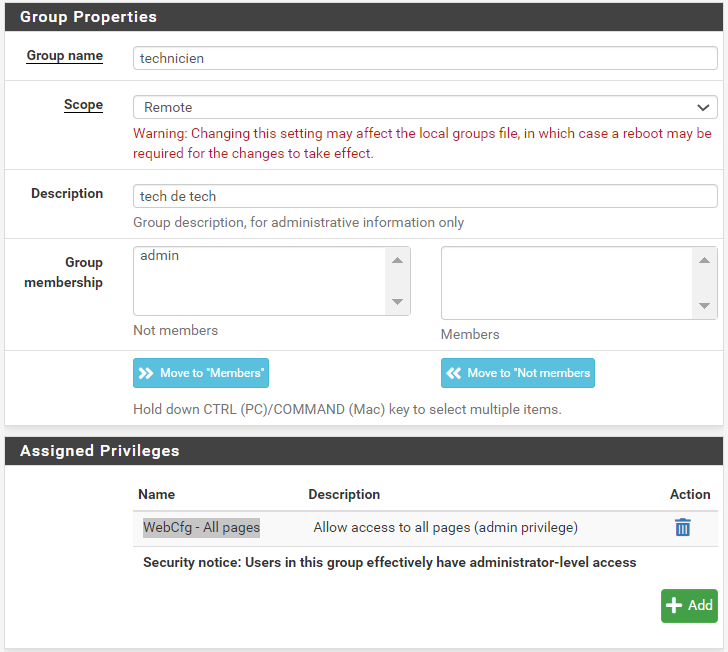 Group Properties
Group name
technicien
Scope
Remote
Warning: Changing this setting may affect the local groups file, in which case a reboot may be
required for the changes to take effect.
Description
tech de tech
Group description, for administrative information only
Group
membership
admin
Not members
Members
Move to "Members"
Move to "Not members
Hold down CTRL (PC)/COMMAND (Mac) key to select multiple items.
Assigned Privileges
Name Description Action
WebCfg - All pages Allow access to all pages (admin privilege)
Security notice: Users in this group effectively have administrator-level access
Add